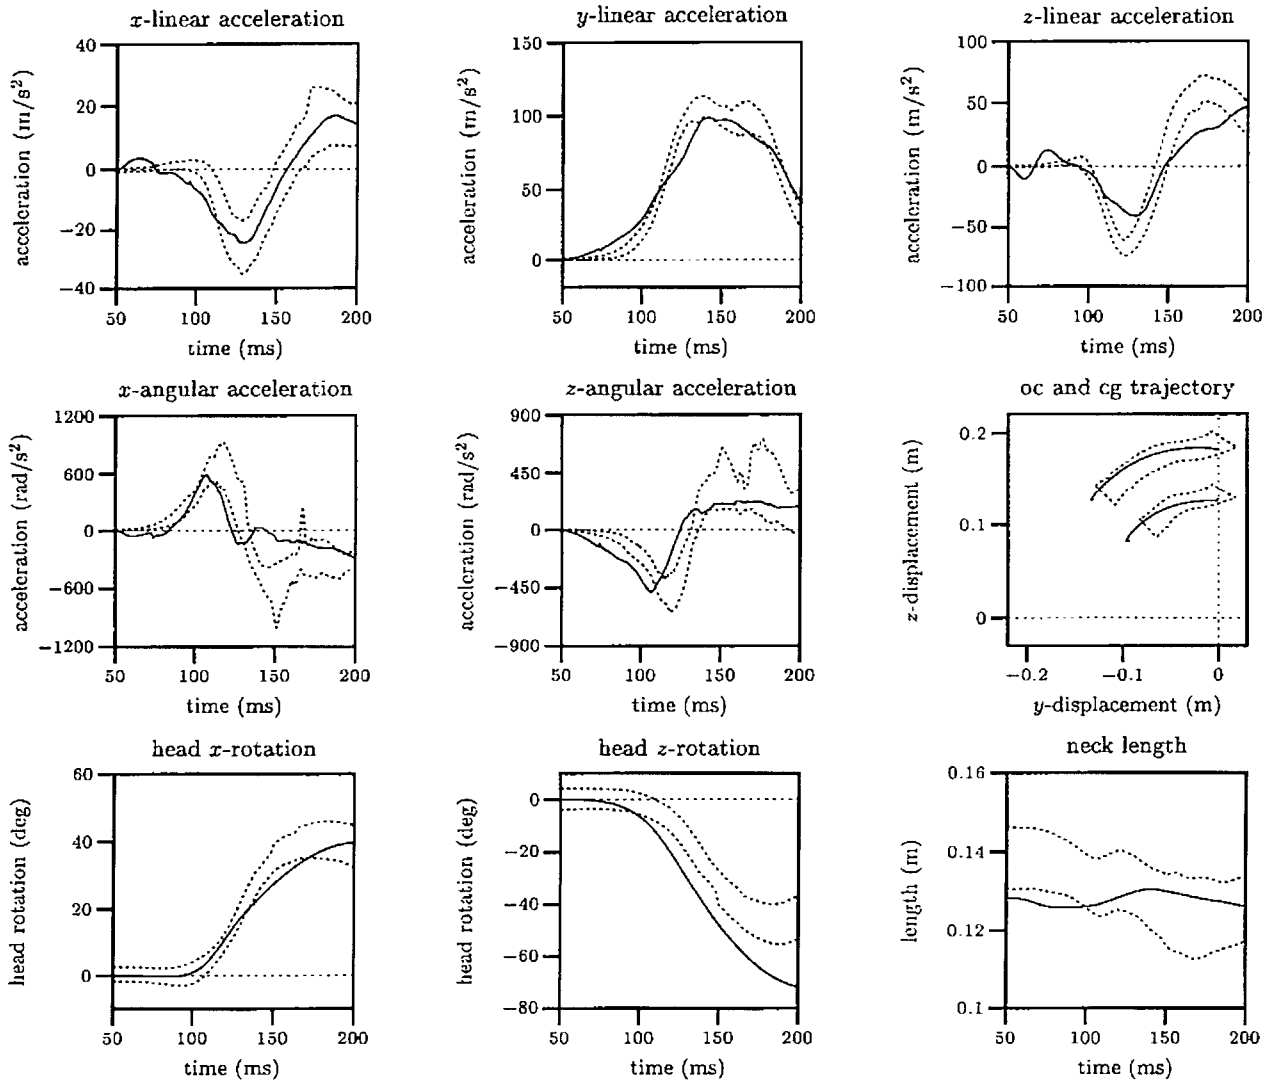 x-linear acceleration
acceleration (m/s²)
40
20
0
−20
−40
50 100 150 200
time (ms)
y-linear acceleration
acceleration (m/s²)
150
100
50
0
50 100 150 200
time (ms)
z-linear acceleration
acceleration (m/s²)
100
50
0
−50
−100
50 100 150 200
time (ms)
x-angular acceleration
acceleration (rad/s²)
1200
600
0
−600
−1200
50 100 150 200
time (ms)
z-angular acceleration
acceleration (rad/s²)
900
450
0
−450
−900
50 100 150 200
time (ms)
oc and cg trajectory
z-displacement (m)
0.2
0.1
0
−0.2 −0.1 0
y-displacement (m)
head x-rotation
head rotation (deg)
60
40
20
0
50 100 150 200
time (ms)
head z-rotation
head rotation (deg)
0
−20
−40
−60
−80
50 100 150 200
time (ms)
neck length
length (m)
0.16
0.14
0.12
0.1
50 100 150 200
time (ms)